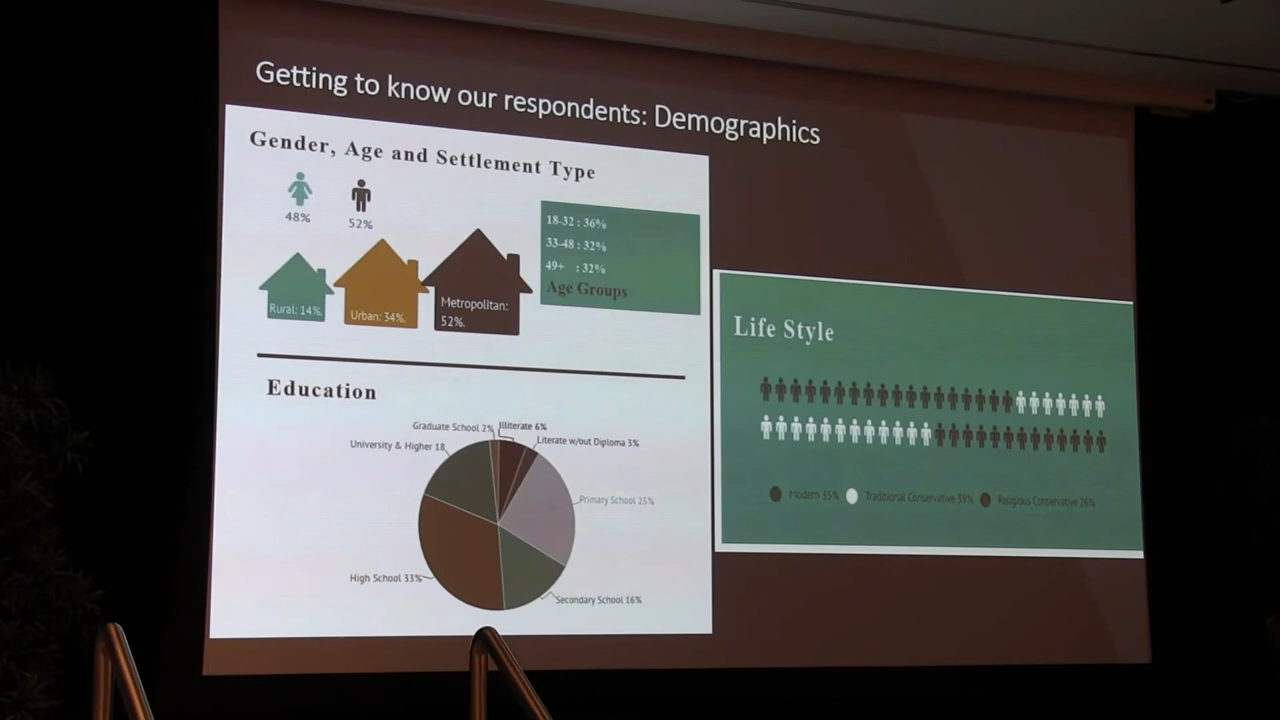 Getting to know our respondents: Demographics
Gender, Age and Settlement Type
48%
52%
18-32 : 36%
33-48 : 32%
49+ : 32%
Age Groups
Rural: 14%.
Urban: 34%.
Metropolitan:
52%.
Education
Graduate School 2%
Illiterate 6%
Literate w/out Diploma 3%
University & Higher 18
Primary School 25%
High School 33%
Secondary School 16%
Life Style
Modern 35%
Traditional Conservative 39%
Religious Conservative 26%